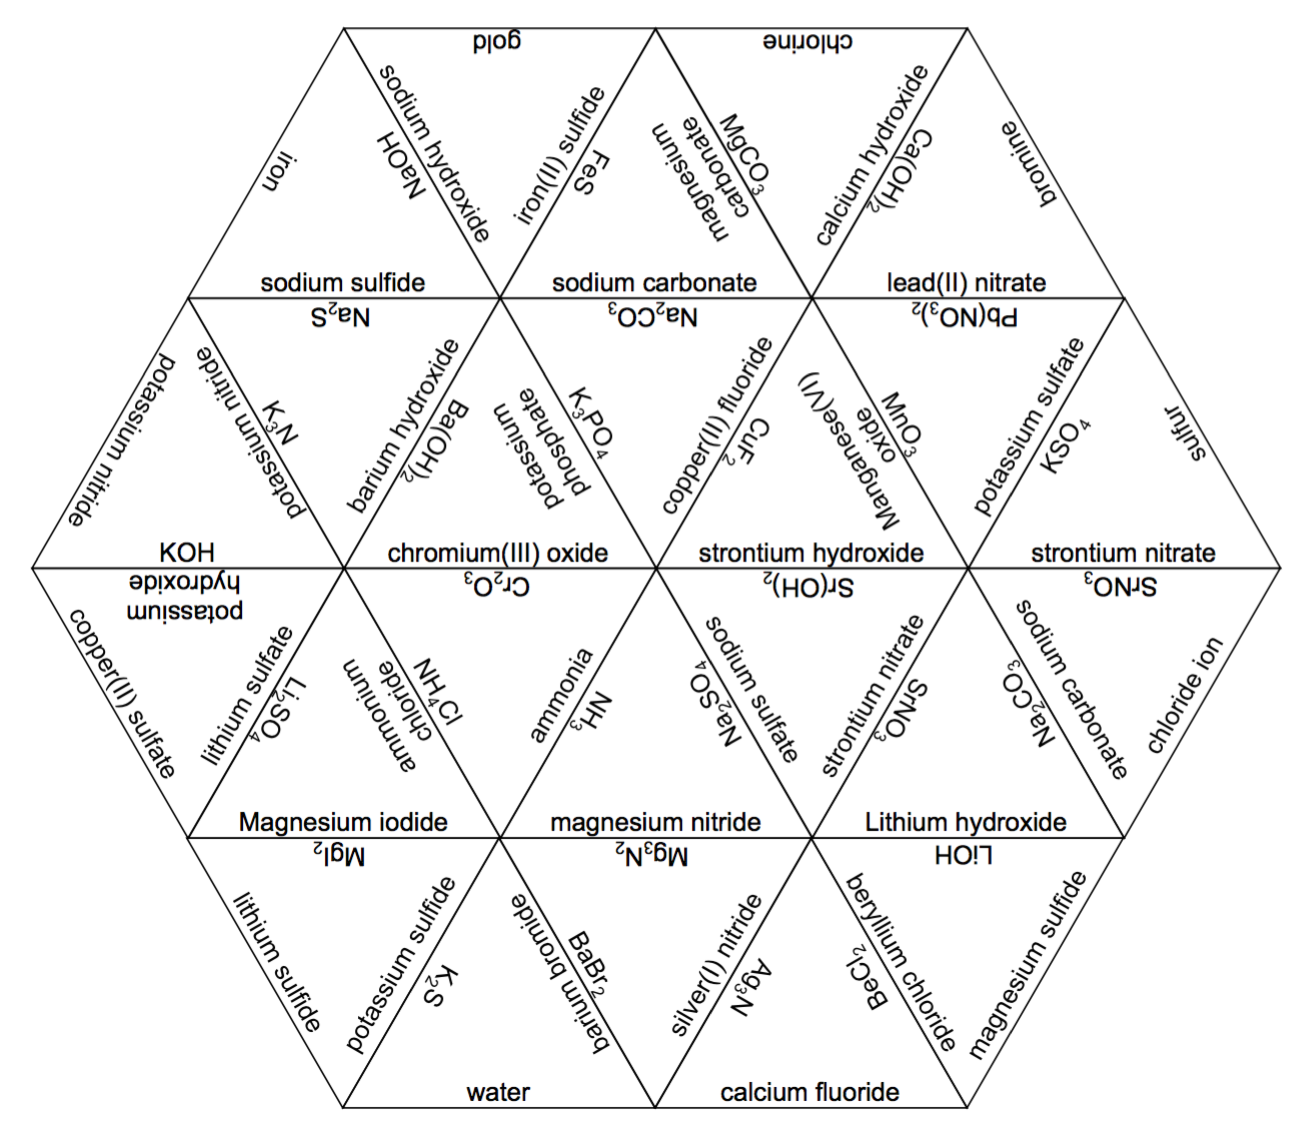 gold
chlorine
iron
sodium hydroxide
NaOH
iron(II) sulfide
FeS
MgCO3
magnesium
carbonate
calcium hydroxide
Ca(OH)2
bromine
sodium sulfide
Na2S
sodium carbonate
Na2CO3
lead(II) nitrate
Pb(NO3)2
potassium nitride
K3N
potassium nitride
barium hydroxide
Ba(OH)2
K3PO4
potassium
phosphate
copper(II) fluoride
CuF2
MnO3
Manganese(VI)
oxide
potassium sulfate
KSO4
sulfur
KOH
potassium
hydroxide
chromium(III) oxide
Cr2O3
strontium hydroxide
Sr(OH)2
strontium nitrate
SrNO3
copper(II) sulfate
lithium sulfate
Li2SO4
NH4Cl
ammonium
chloride
ammonia
NH3
sodium sulfate
Na2SO4
strontium nitrate
SrNO3
sodium carbonate
Na2CO3
chloride ion
Magnesium iodide
MgI2
magnesium nitride
Mg3N2
Lithium hydroxide
LiOH
lithium sulfide
potassium sulfide
K2S
BaBr2
barium bromide
silver(I) nitride
Ag3N
beryllium chloride
BeCl2
magnesium sulfide
water
calcium fluoride